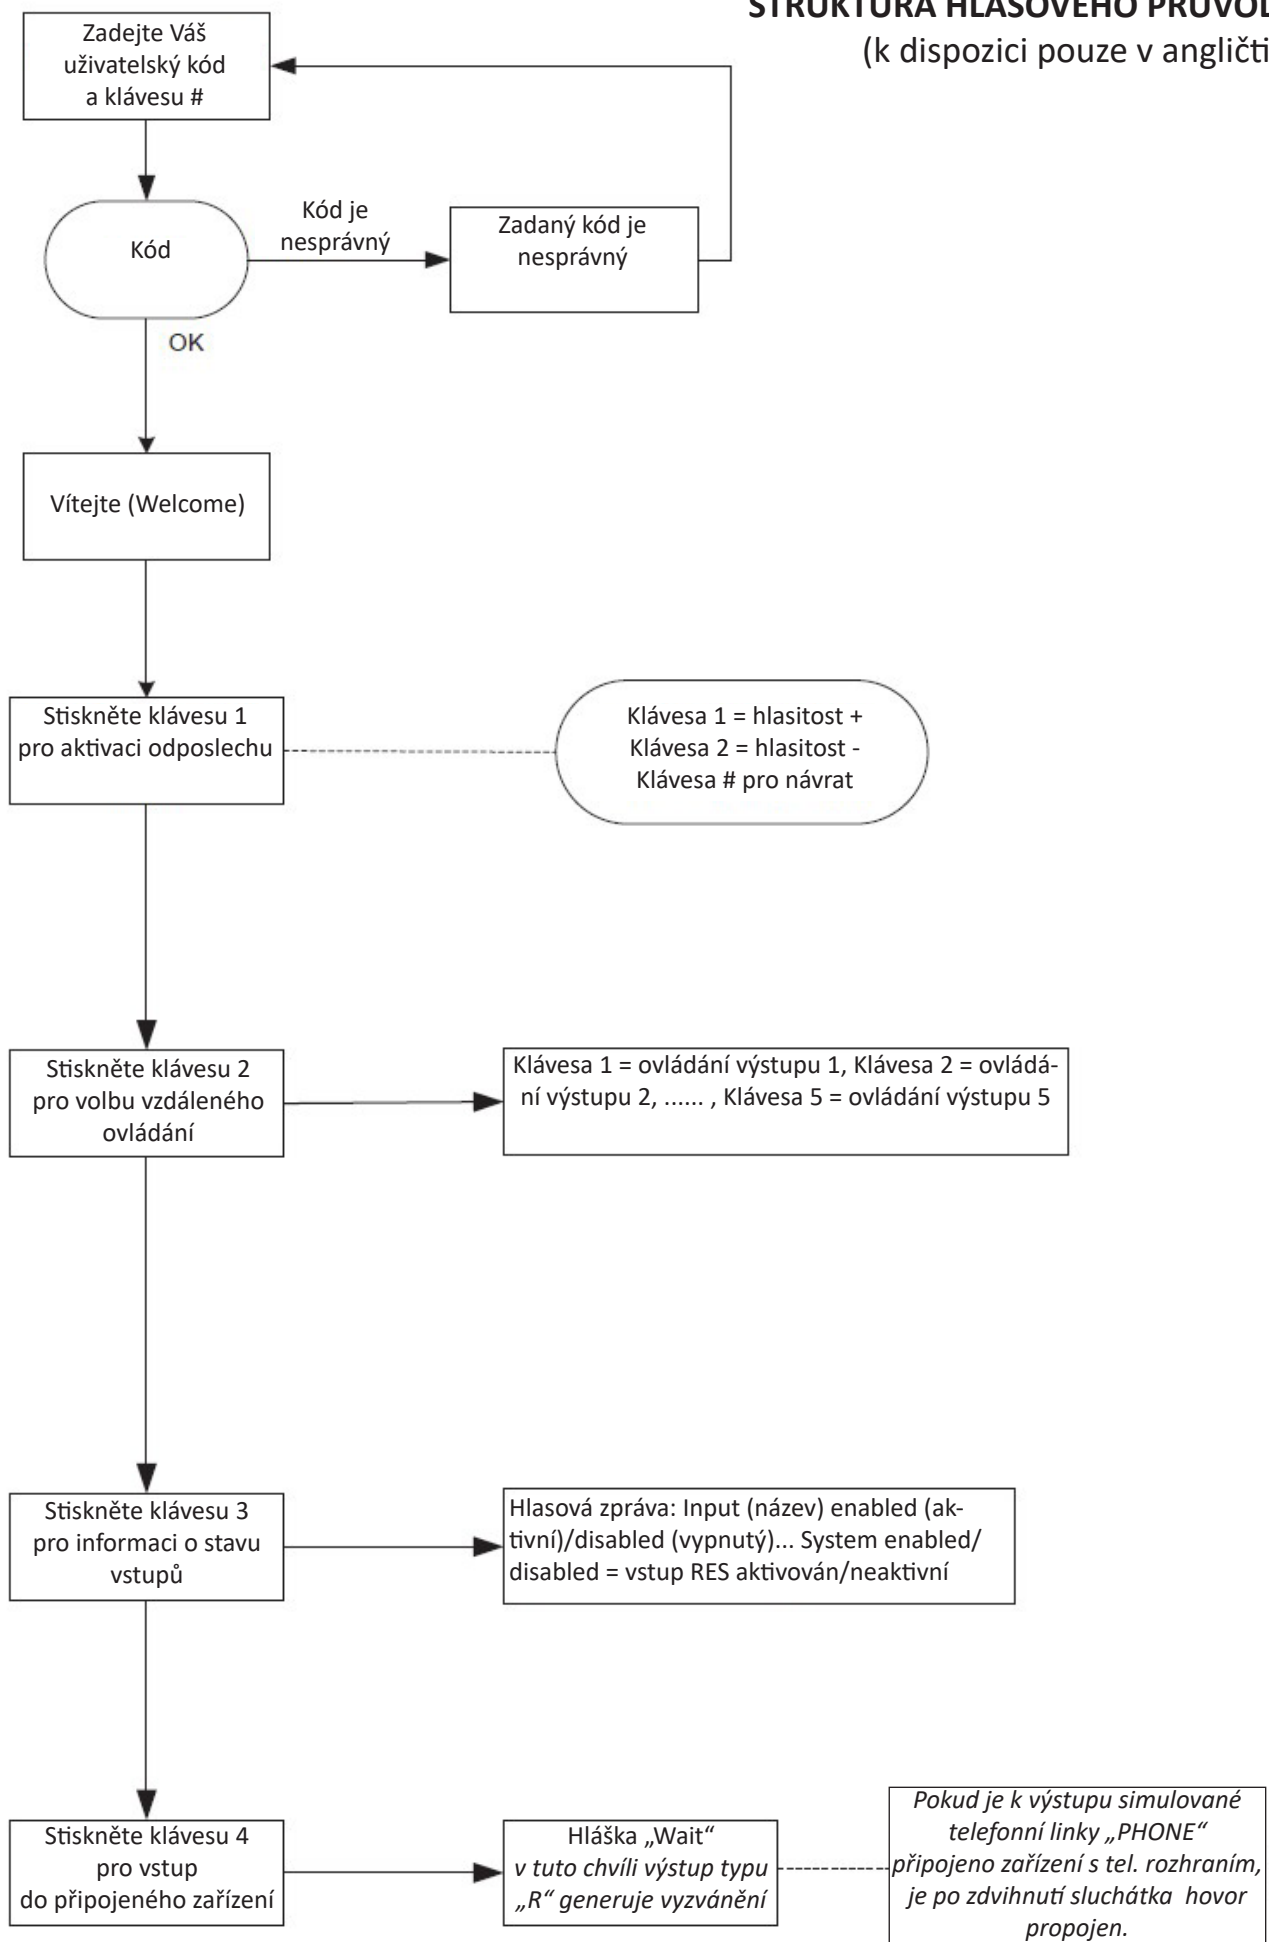 STRUKTURA HLASOVÉHO
(k dispozici pouze v
Zadejte Váš
uživatelský kód
a klávesu #
Kód
Kód je
nesprávný
Zadaný kód je
nesprávný
OK
Vítejte (Welcome)
Stiskněte klávesu 1
pro aktivaci odposlechu
Klávesa 1 = hlasitost +
Klávesa 2 = hlasitost -
Klávesa # pro návrat
Stiskněte klávesu 2
pro volbu vzdáleného
ovládání
Klávesa 1 = ovládání výstupu 1, Klávesa 2 = ovládá-
ní výstupu 2, ...... , Klávesa 5 = ovládání výstupu 5
Stiskněte klávesu 3
pro informaci o stavu
vstupů
Hlasová zpráva: Input (název) enabled (ak-
tivní)/disabled (vypnutý)... System enabled/
disabled = vstup RES aktivován/neaktivní
Stiskněte klávesu 4
pro vstup
do připojeného zařízení
Hláška „Wait“
v tuto chvíli výstup typu
„R“ generuje vyzvánění
Pokud je k výstupu simulované
telefonní linky „PHONE“
připojeno zařízení s tel. rozhraním,
je po zdvihnutí sluchátka hovor
propojen.